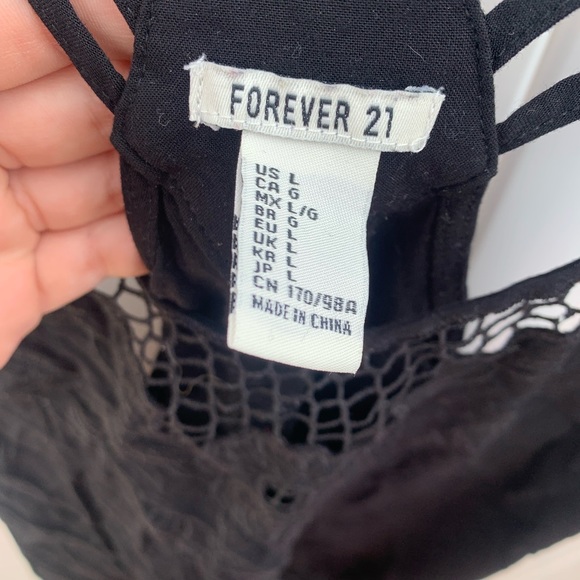 FOREVER 21
US L
CA G
MX L/G
BR G
EU L
UK L
KR L
JP L
CN 170/98A
MADE IN CHINA